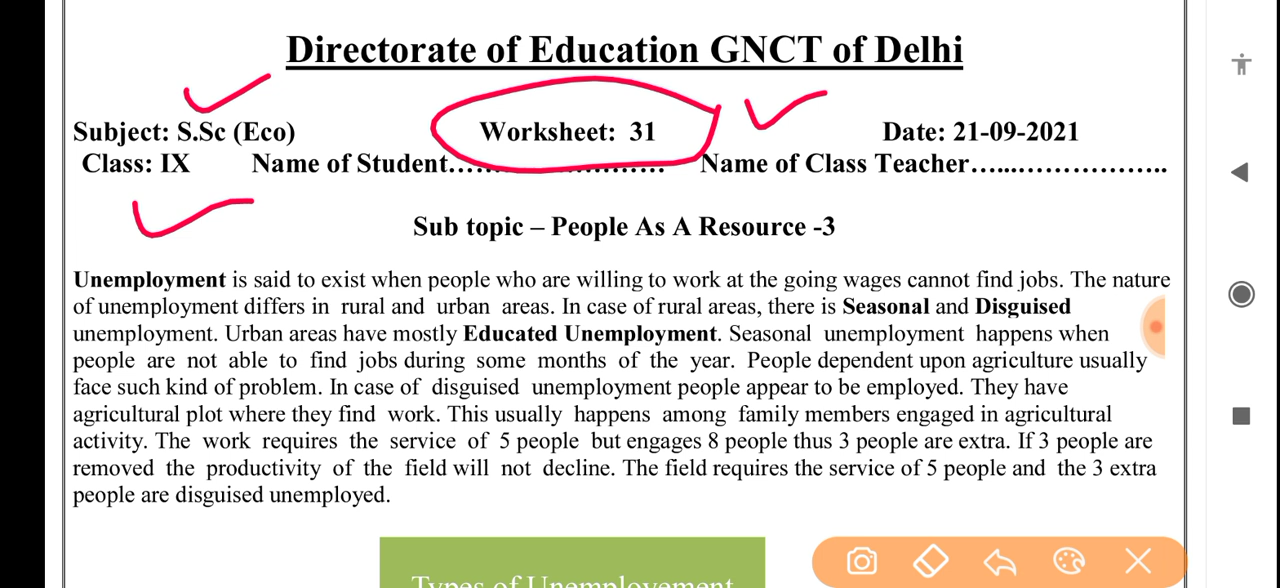 Directorate of Education GNCT of Delhi
Subject: S.Sc (Eco) Worksheet: 31 Date: 21-09-2021
Class: IX Name of Student........................... Name of Class Teacher........................
Sub topic – People As A Resource -3
Unemployment is said to exist when people who are willing to work at the going wages cannot find jobs. The nature
of unemployment differs in rural and urban areas. In case of rural areas, there is Seasonal and Disguised
unemployment. Urban areas have mostly Educated Unemployment. Seasonal unemployment happens when
people are not able to find jobs during some months of the year. People dependent upon agriculture usually
face such kind of problem. In case of disguised unemployment people appear to be employed. They have
agricultural plot where they find work. This usually happens among family members engaged in agricultural
activity. The work requires the service of 5 people but engages 8 people thus 3 people are extra. If 3 people are
removed the productivity of the field will not decline. The field requires the service of 5 people and the 3 extra
people are disguised unemployed.
Types of Unemployement